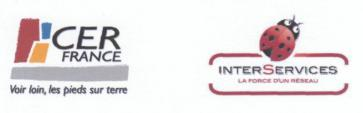 CER
FRANCE
Voir loin, les pieds sur terre
INTERSERVICES
LA FORCE D'UN RÉSEAU